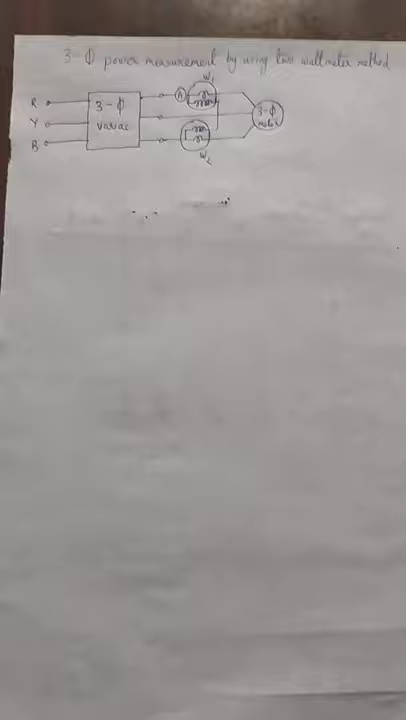 3-Φ power measurement by using two wattmeter method
W₁
R
3-Φ
variac
A
3-Φ
motor
Y
B
W₂